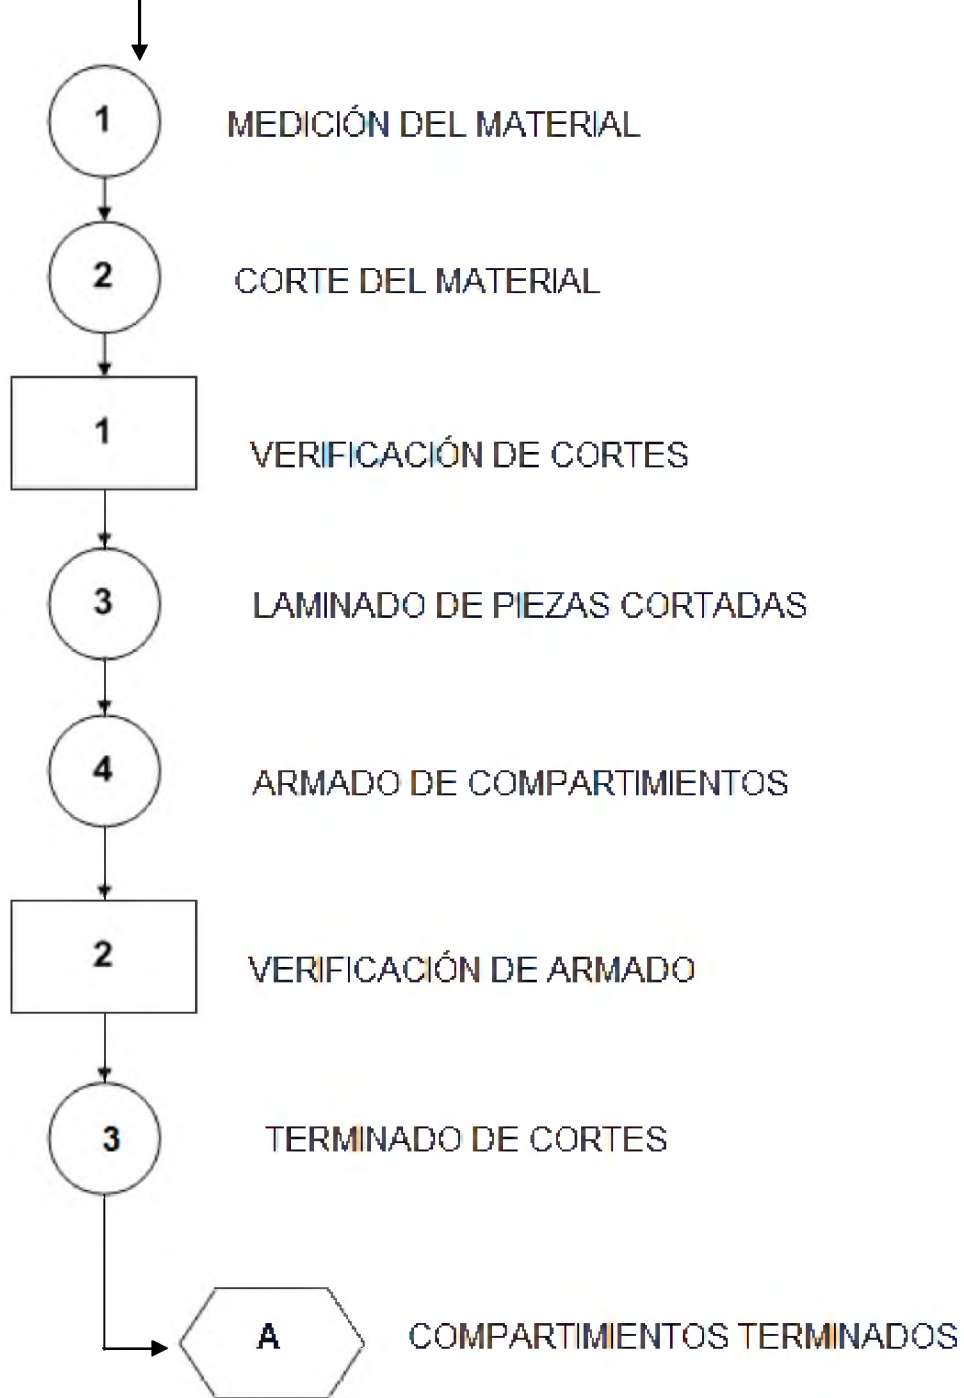 1 MEDICIÓN DEL MATERIAL
2 CORTE DEL MATERIAL
1 VERIFICACIÓN DE CORTES
3 LAMINADO DE PIEZAS CORTADAS
4 ARMADO DE COMPARTIMIENTOS
2 VERIFICACIÓN DE ARMADO
3 TERMINADO DE CORTES
A COMPARTIMIENTOS TERMINADOS